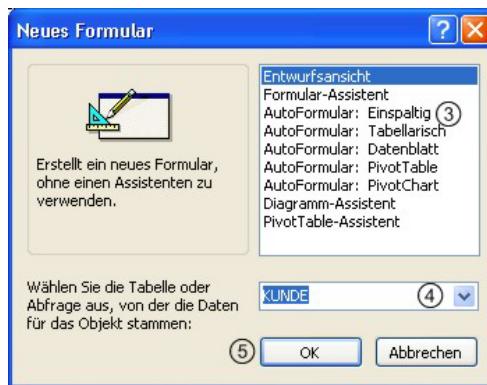 Neues Formular
Entwurfsansicht
Formular-Assistent
AutoFormular: Einspaltig ③
AutoFormular: Tabellarisch
AutoFormular: Datenblatt
AutoFormular: PivotTable
AutoFormular: PivotChart
Diagramm-Assistent
PivotTable-Assistent
Erstellt ein neues Formular,
ohne einen Assistenten zu
verwenden.
Wählen Sie die Tabelle oder
Abfrage aus, von der die Daten
für das Objekt stammen:
KUNDE ④
⑤ OK Abbrechen